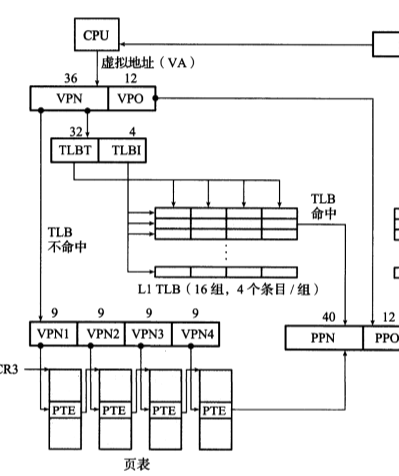 CPU
虚拟地址（VA）
36 12
VPN VPO
32 4
TLBT TLBI
TLB
命中
TLB
不命中
L1 TLB（16 组，4 个条目 / 组）
9 9 9 9
VPN1 VPN2 VPN3 VPN4
40 12
PPN PPO
CR3
PTE PTE PTE PTE
页表